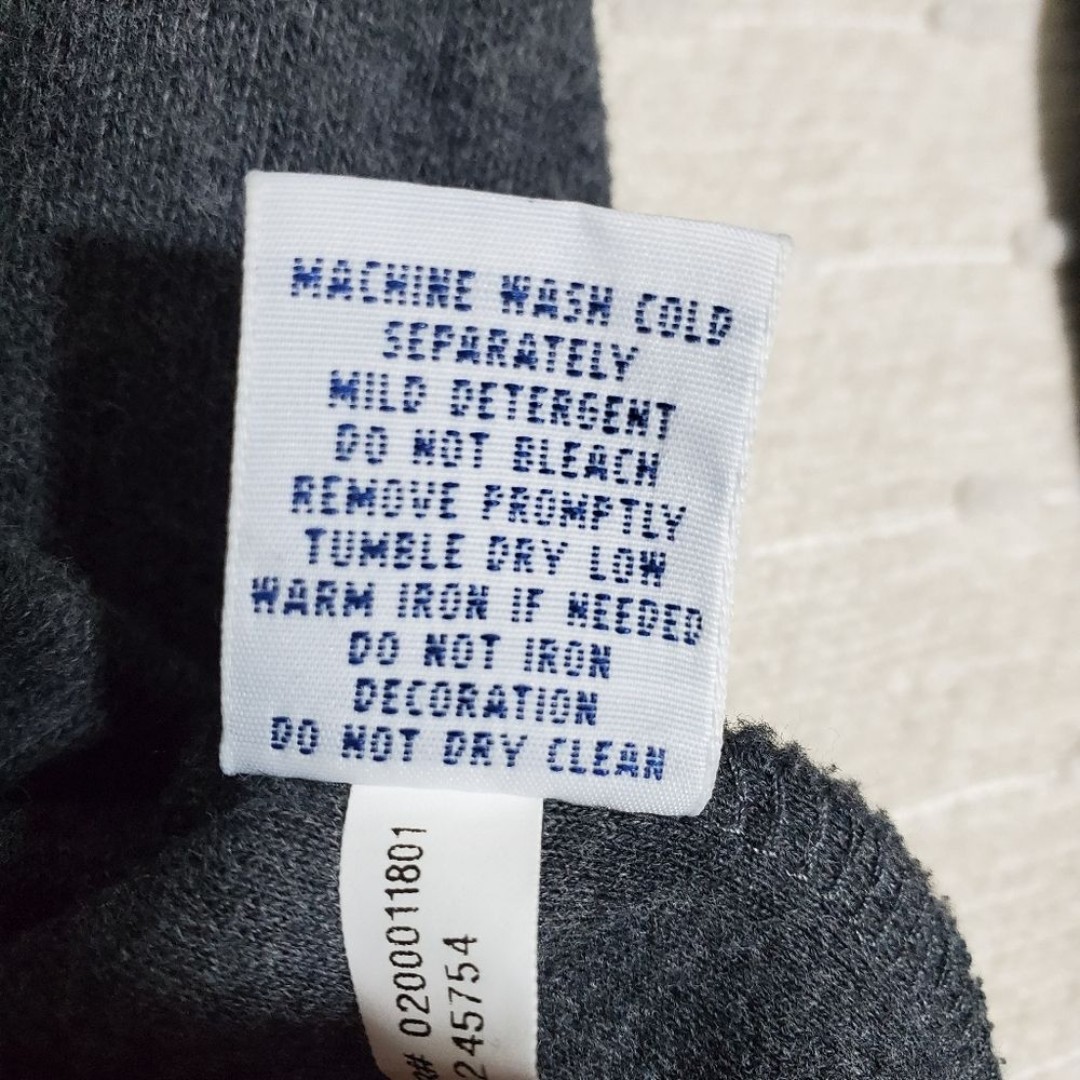 MACHINE WASH COLD
SEPARATELY
MILD DETERGENT
DO NOT BLEACH
REMOVE PROMPTLY
TUMBLE DRY LOW
WARM IRON IF NEEDED
DO NOT IRON
DECORATION
DO NOT DRY CLEAN
# 0200011801
245754